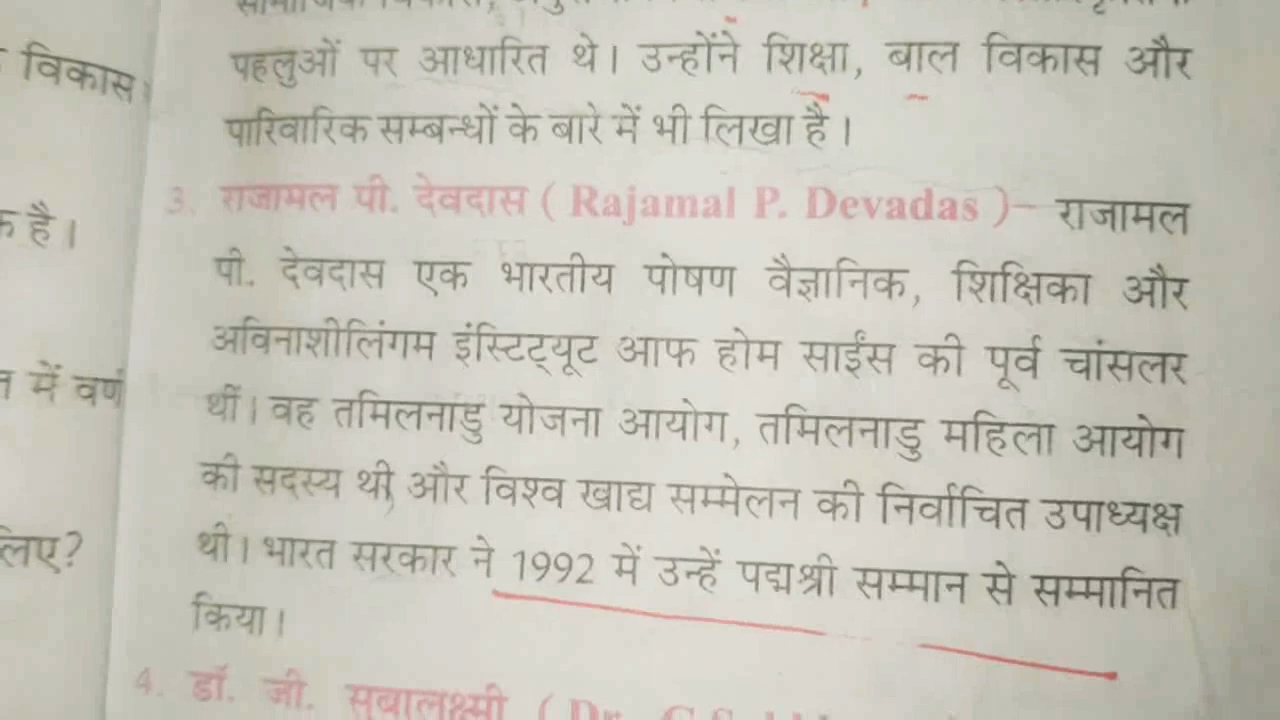 पहलुओं पर आधारित थे। उन्होंने शिक्षा, बाल विकास और
पारिवारिक सम्बन्धों के बारे में भी लिखा है।
3. राजामल पी. देवदास ( Rajamal P. Devadas )– राजामल
पी. देवदास एक भारतीय पोषण वैज्ञानिक, शिक्षिका और
अविनाशीलिंगम इंस्टिट्यूट आफ होम साईंस की पूर्व चांसलर
थीं। वह तमिलनाडु योजना आयोग, तमिलनाडु महिला आयोग
की सदस्य थी, और विश्व खाद्य सम्मेलन की निर्वाचित उपाध्यक्ष
थी। भारत सरकार ने 1992 में उन्हें पद्मश्री सम्मान से सम्मानित
किया।
4. डॉ. जी. सुबालक्ष्मी ( Dr.
विकास।
है।
में वर्ण
लिए?